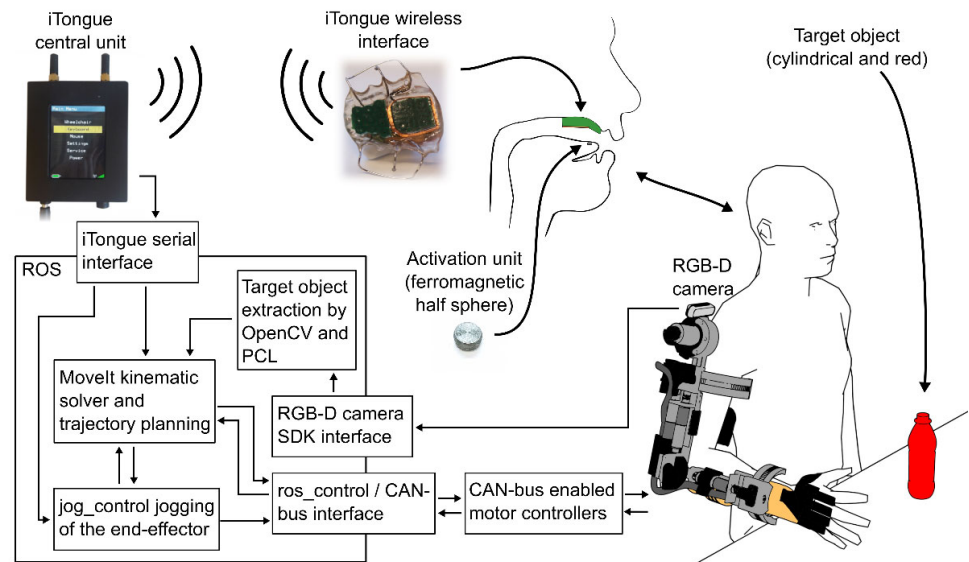 iTongue
central unit
iTongue wireless
interface
Target object
(cylindrical and red)
Main Menu
Wheelchair
Mouse
Settings
Service
Power
iTongue serial
interface
ROS
Activation unit
(ferromagnetic
half sphere)
RGB-D
camera
Target object
extraction by
OpenCV and
PCL
MoveIt kinematic
solver and
trajectory planning
RGB-D camera
SDK interface
jog_control jogging
of the end-effector
ros_control / CAN-
bus interface
CAN-bus enabled
motor controllers